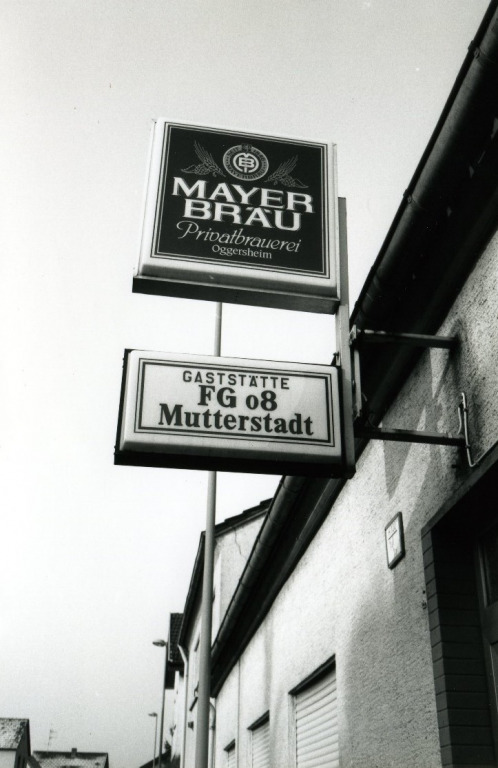 MAYER
BRÄU
Privatbrauerei
Oggersheim
GASTSTÄTTE
FG 08
Mutterstadt